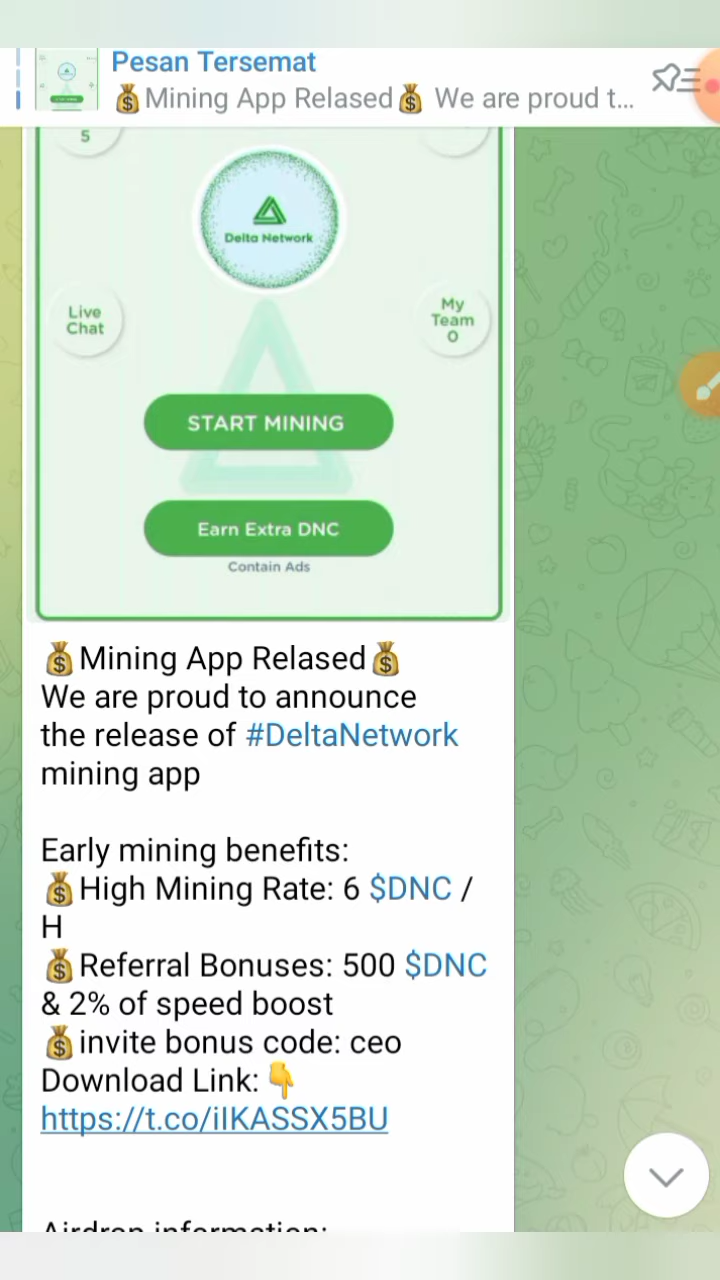 Pesan Tersemat
💰Mining App Relased💰 We are proud t...
5
Delta Network
Live
Chat
My
Team
0
START MINING
Earn Extra DNC
Contain Ads
💰Mining App Relased💰
We are proud to announce
the release of #DeltaNetwork
mining app
Early mining benefits:
💰High Mining Rate: 6 $DNC /
H
💰Referral Bonuses: 500 $DNC
& 2% of speed boost
💰invite bonus code: ceo
Download Link:👇
https://t.co/iIKASSX5BU
Airdrop information: